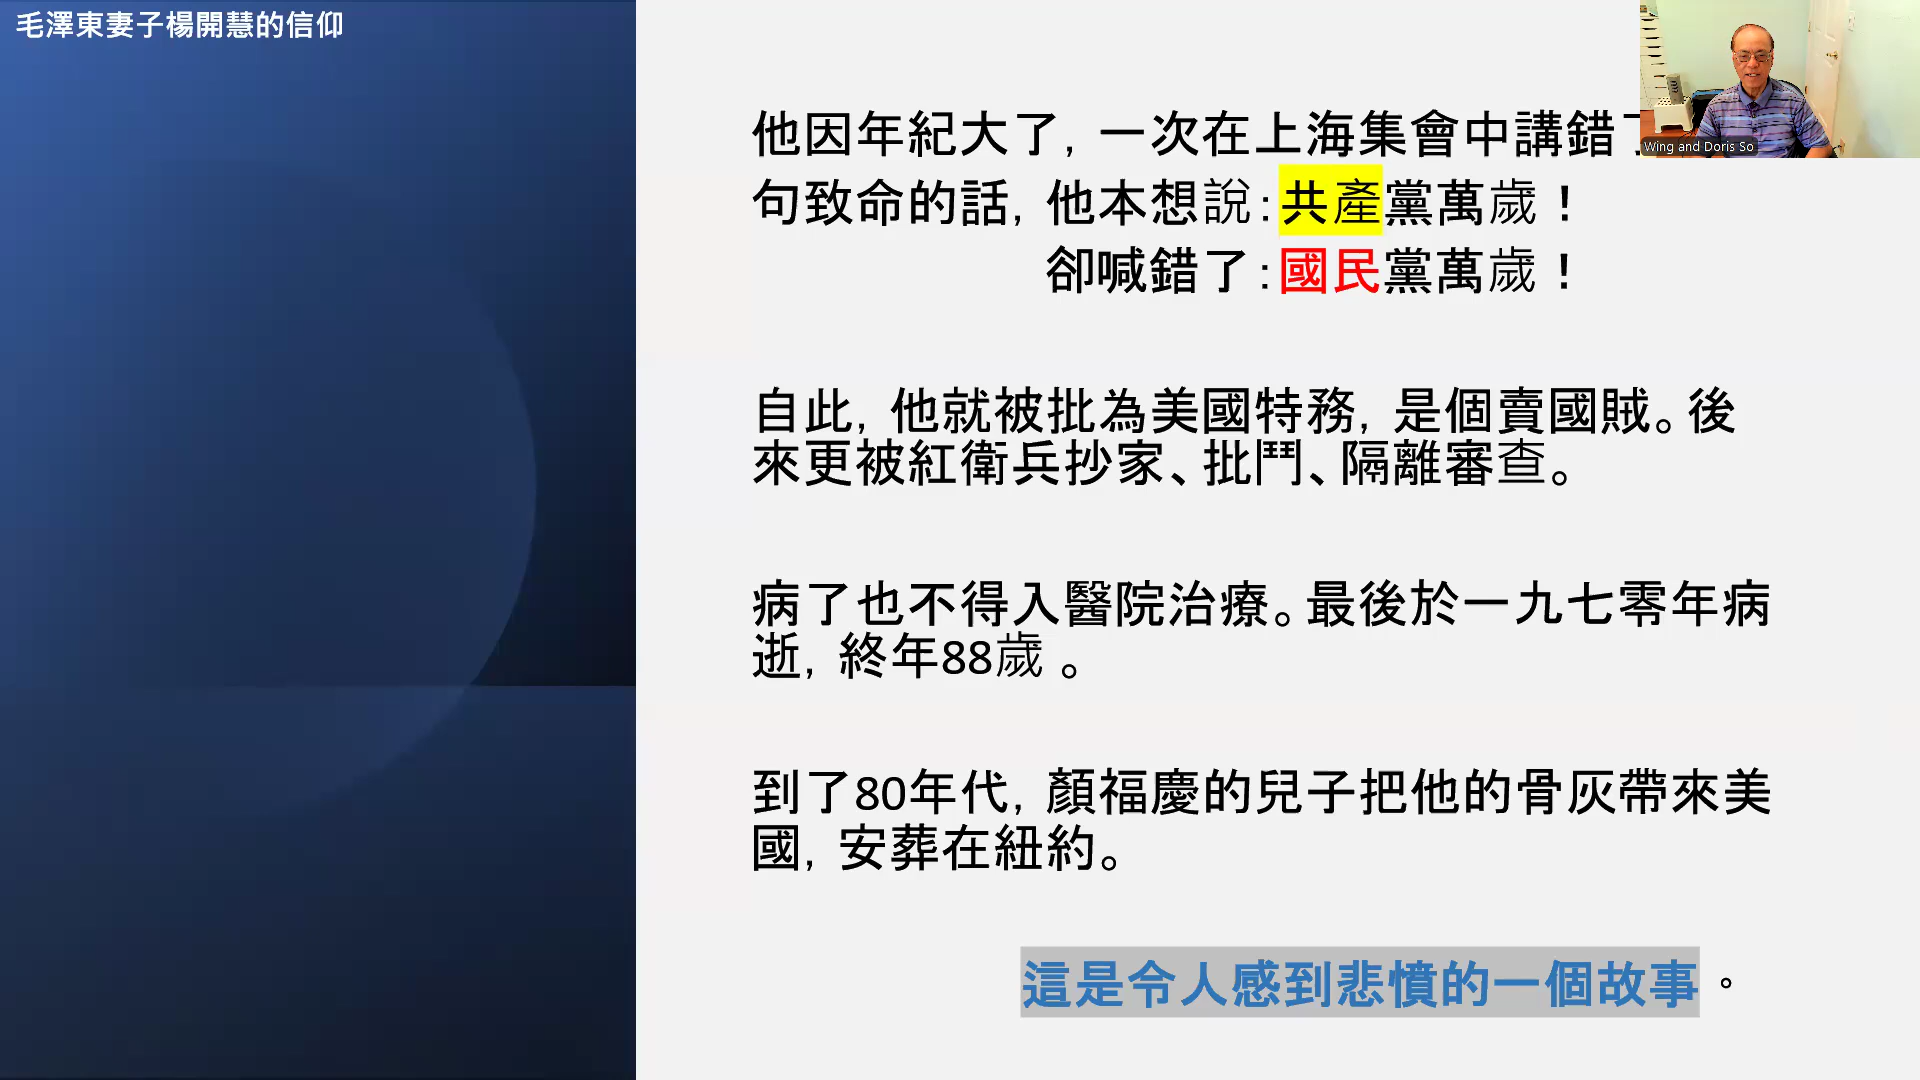 毛澤東妻子楊開慧的信仰
他因年紀大了，一次在上海集會中講錯
Wing and Doris So
句致命的話，他本想說：共產黨萬歲！
卻喊錯了：國民黨萬歲！
自此，他就被批為美國特務，是個賣國賊。後
來更被紅衛兵抄家、批鬥、隔離審查。
病了也不得入醫院治療。最後於一九七零年病
逝，終年88歲 。
到了80年代，顏福慶的兒子把他的骨灰帶來美
國，安葬在紐約。
這是令人感到悲憤的一個故事 。